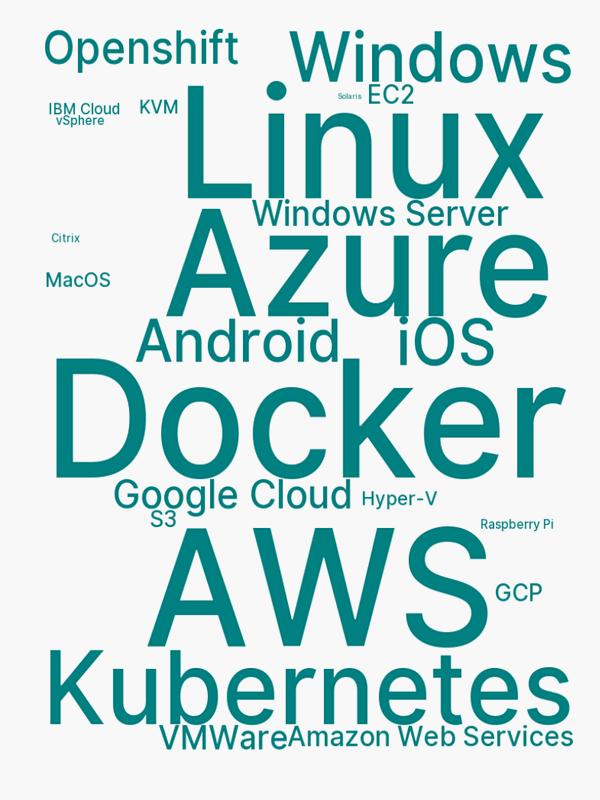 Openshift
Windows
Solaris EC2
IBM Cloud KVM
vSphere
Linux
Windows Server
Citrix
Azure
MacOS
Android iOS
Docker
Google Cloud Hyper-V
S3
Raspberry Pi
AWS
GCP
Kubernetes
VMWare Amazon Web Services